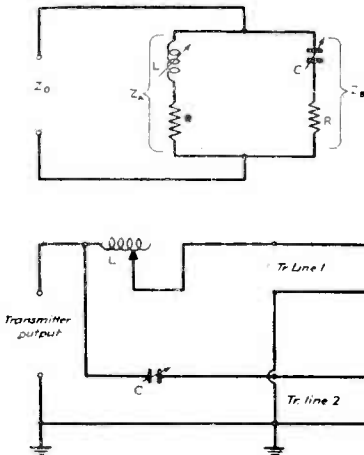 L
C
Z₀
Z_A
R
Z_B
L
Tr. Line 1
Transmitter
output
C
Tr. line 2